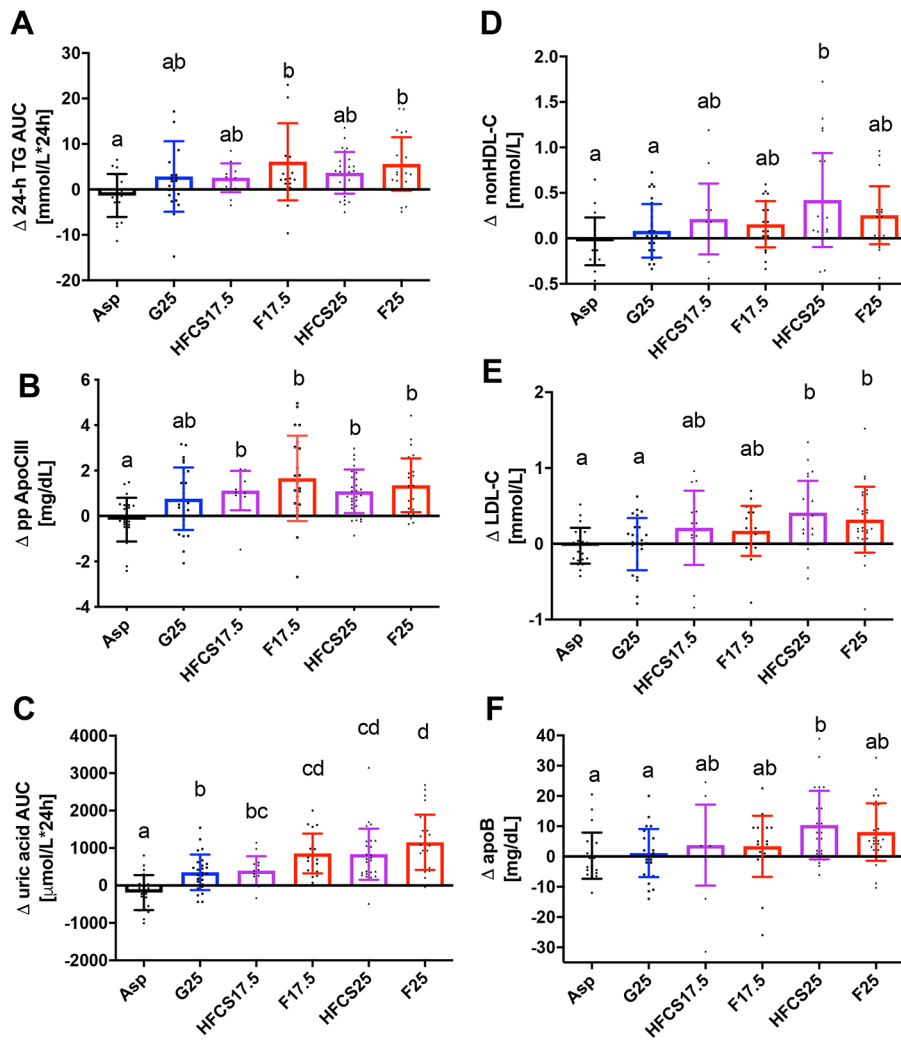 A
Δ 24-h TG AUC
[mmol/L*24h]
30
20
10
0
-10
-20
a
ab
ab
b
ab
b
Asp
G25
HFCS17.5
F17.5
HFCS25
F25
B
Δ pp ApoCIII
[mg/dL]
6
4
2
0
-2
-4
a
ab
b
b
b
b
Asp
G25
HFCS17.5
F17.5
HFCS25
F25
C
Δ uric acid AUC
[μmol/L*24h]
4000
3000
2000
1000
0
-1000
-2000
a
b
bc
cd
cd
d
Asp
G25
HFCS17.5
F17.5
HFCS25
F25
D
Δ nonHDL-C
[mmol/L]
2.0
1.5
1.0
0.5
0.0
-0.5
a
a
ab
ab
b
ab
Asp
G25
HFCS17.5
F17.5
HFCS25
F25
E
Δ LDL-C
[mmol/L]
2
1
0
-1
a
a
ab
ab
b
b
Asp
G25
HFCS17.5
F17.5
HFCS25
F25
F
Δ apoB
[mg/dL]
40
30
20
10
0
-10
-20
-30
a
a
ab
ab
b
ab
Asp
G25
HFCS17.5
F17.5
HFCS25
F25